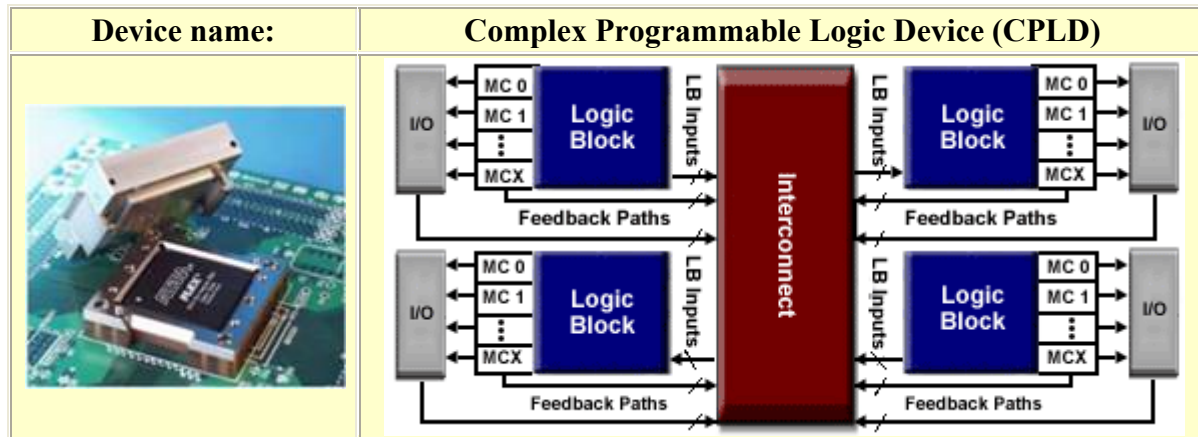 Device name:
Complex Programmable Logic Device (CPLD)
I/O
MC 0
MC 1
MCX
Logic
Block
LB Inputs
Feedback Paths
Interconnect
LB Inputs
Logic
Block
MC 0
MC 1
MCX
I/O
Feedback Paths
I/O
MC 0
MC 1
MCX
Logic
Block
LB Inputs
Feedback Paths
LB Inputs
Logic
Block
MC 0
MC 1
MCX
I/O
Feedback Paths